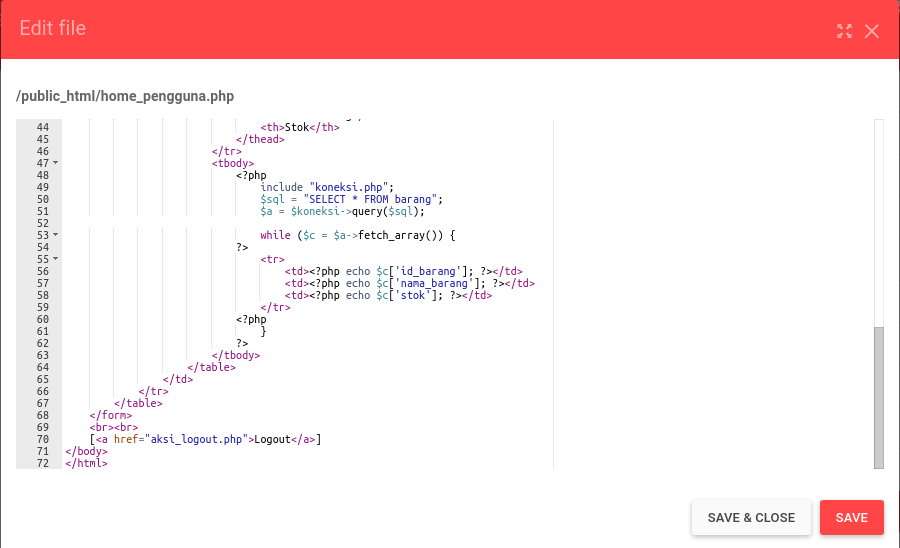 Edit file
/public_html/home_pengguna.php
44 <th>Stok</th>
45 </thead>
46 </tr>
47 <tbody>
48 <?php
49 include "koneksi.php";
50 $sql = "SELECT * FROM barang";
51 $a = $koneksi->query($sql);
52
53 while ($c = $a->fetch_array()) {
54 ?>
55 <tr>
56 <td><?php echo $c['id_barang']; ?></td>
57 <td><?php echo $c['nama_barang']; ?></td>
58 <td><?php echo $c['stok']; ?></td>
59 </tr>
60 <?php
61 }
62 ?>
63 </tbody>
64 </table>
65 </td>
66 </tr>
67 </table>
68 </form>
69 <br><br>
70 [<a href="aksi_logout.php">Logout</a>]
71 </body>
72 </html>
SAVE & CLOSE
SAVE